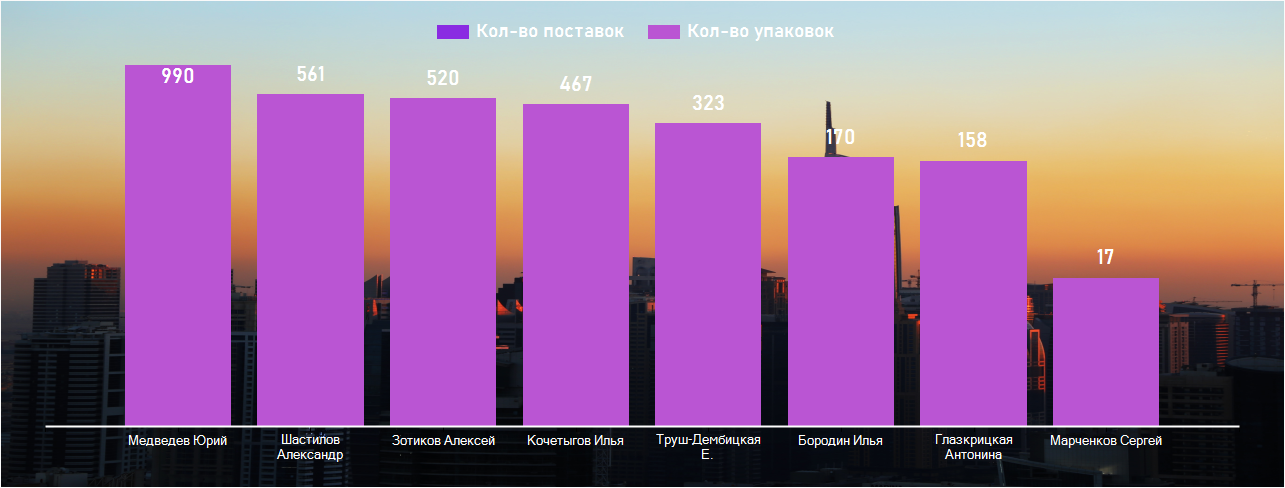 Кол-во поставок Кол-во упаковок
990 561 520 467 323 170 158 17
Медведев Юрий Шастилов Александр Зотиков Алексей Кочетыгов Илья Труш-Дембицкая Е. Бородин Илья Глазкрицкая Антонина Марченков Сергей